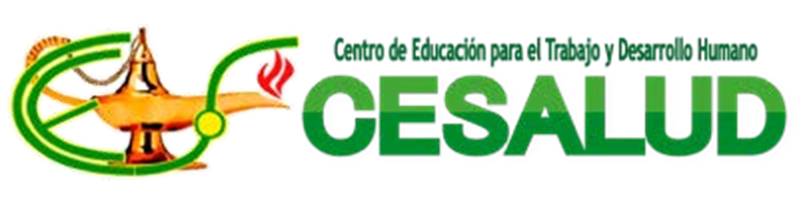 Centro de Educación para el Trabajo y Desarrollo Humano
CESALUD